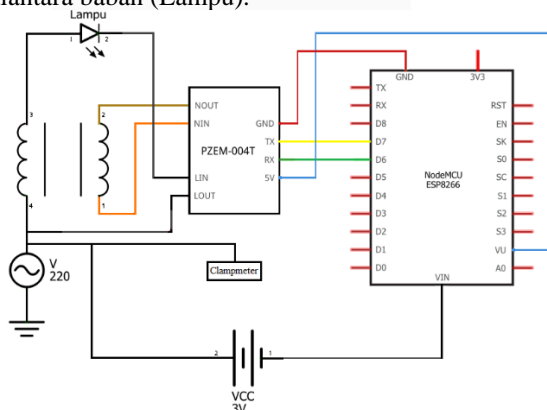 antara baban (Lampu).
Lampu
1 2
3 4
2 1
NOUT
NIN
LIN
LOUT
PZEM-004T
GND
TX
RX
5V
GND
3V3
TX
RX
D8
D7
D6
D5
D4
D3
D2
D1
D0
NodeMCU
ESP8266
RST
EN
SK
S0
SC
S1
S2
S3
VU
A0
VIN
V
220
Clampmeter
2 1
VCC
3V